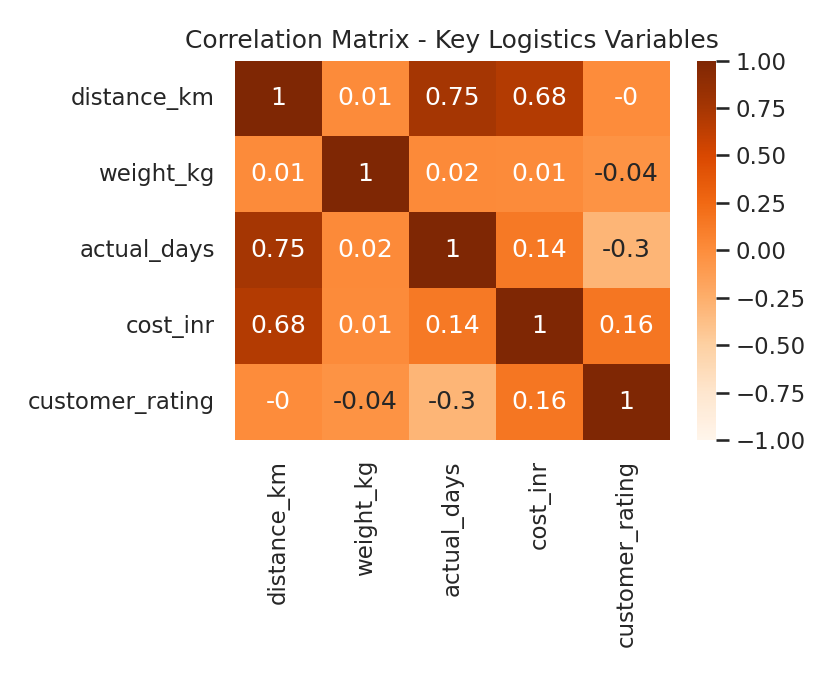 Correlation Matrix - Key Logistics Variables
distance_km 1 0.01 0.75 0.68 -0
weight_kg 0.01 1 0.02 0.01 -0.04
actual_days 0.75 0.02 1 0.14 -0.3
cost_inr 0.68 0.01 0.14 1 0.16
customer_rating -0 -0.04 -0.3 0.16 1
distance_km
weight_kg
actual_days
cost_inr
customer_rating
1.00
0.75
0.50
0.25
0.00
−0.25
−0.50
−0.75
−1.00